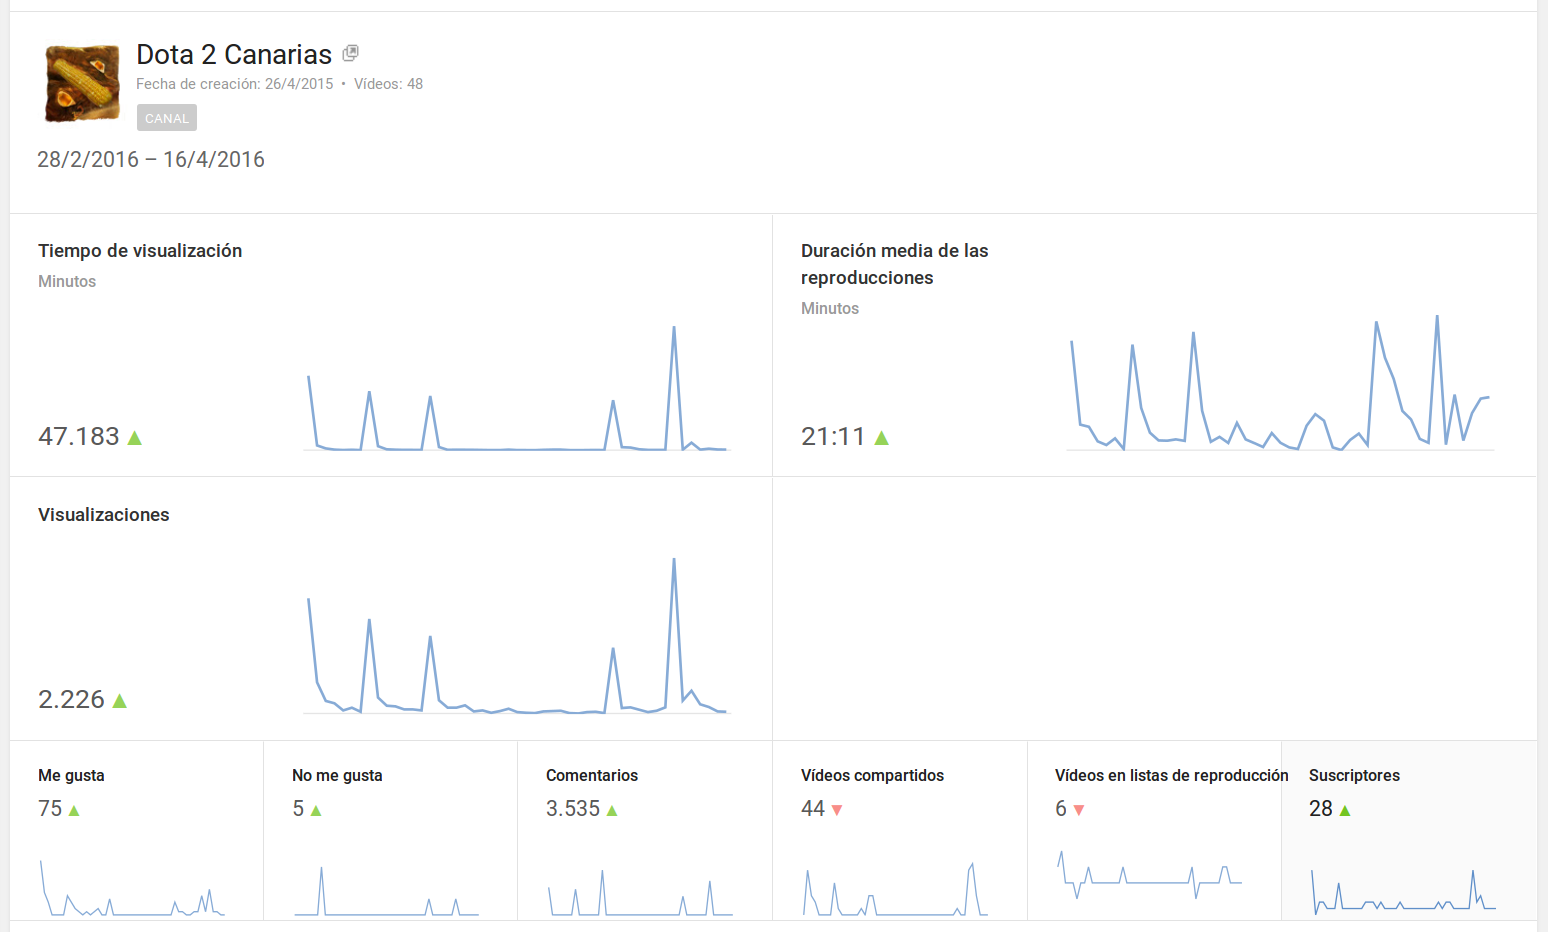 Dota 2 Canarias
Fecha de creación: 26/4/2015 • Vídeos: 48
CANAL
28/2/2016 – 16/4/2016
Tiempo de visualización
Minutos
47.183
Duración media de las
reproducciones
Minutos
21:11
Visualizaciones
2.226
Me gusta
75
No me gusta
5
Comentarios
3.535
Vídeos compartidos
44
Vídeos en listas de reproducción
6
Suscriptores
28